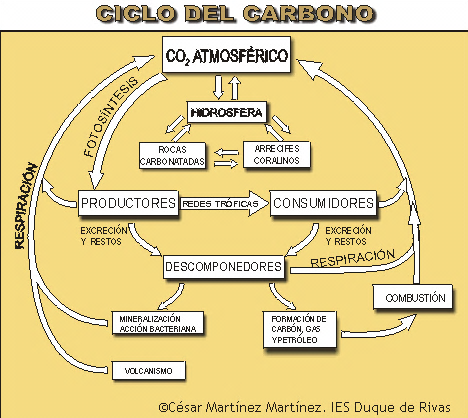 CICLO DEL CARBONO
CO₂ ATMOSFÉRICO
FOTOSÍNTESIS
HIDROSFERA
ROCAS
CARBONATADAS
ARRECIFES
CORALINOS
RESPIRACIÓN
PRODUCTORES
REDES TRÓFICAS
CONSUMIDORES
EXCRECIÓN
Y RESTOS
EXCRECIÓN
Y RESTOS
DESCOMPONEDORES
RESPIRACIÓN
COMBUSTIÓN
MINERALIZACIÓN
ACCIÓN BACTERIANA
FORMACIÓN DE
CARBÓN, GAS
YPETRÓLEO
VOLCANISMO
©César Martínez Martínez. IES Duque de Rivas